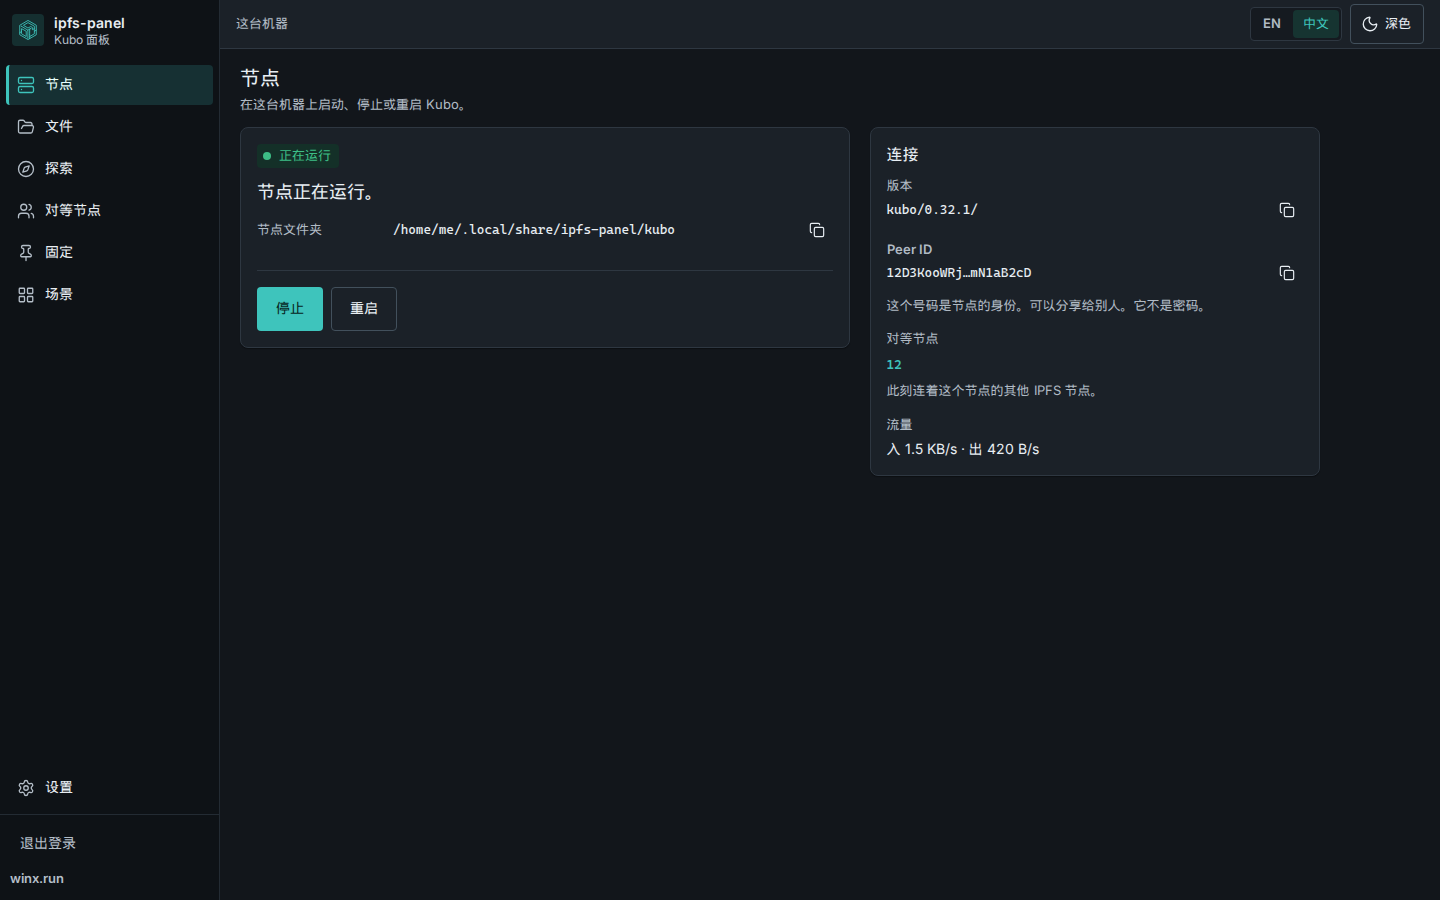 ipfs-panel
Kubo 面板
节点
文件
探索
对等节点
固定
场景
设置
退出登录
winx.run
这台机器
EN
中文
深色
节点
在这台机器上启动、停止或重启 Kubo。
正在运行
节点正在运行。
节点文件夹 /home/me/.local/share/ipfs-panel/kubo
停止 重启
连接
版本
kubo/0.32.1/
Peer ID
12D3KooWRj…mN1aB2cD
这个号码是节点的身份。可以分享给别人。它不是密码。
对等节点
12
此刻连着这个节点的其他 IPFS 节点。
流量
入 1.5 KB/s · 出 420 B/s